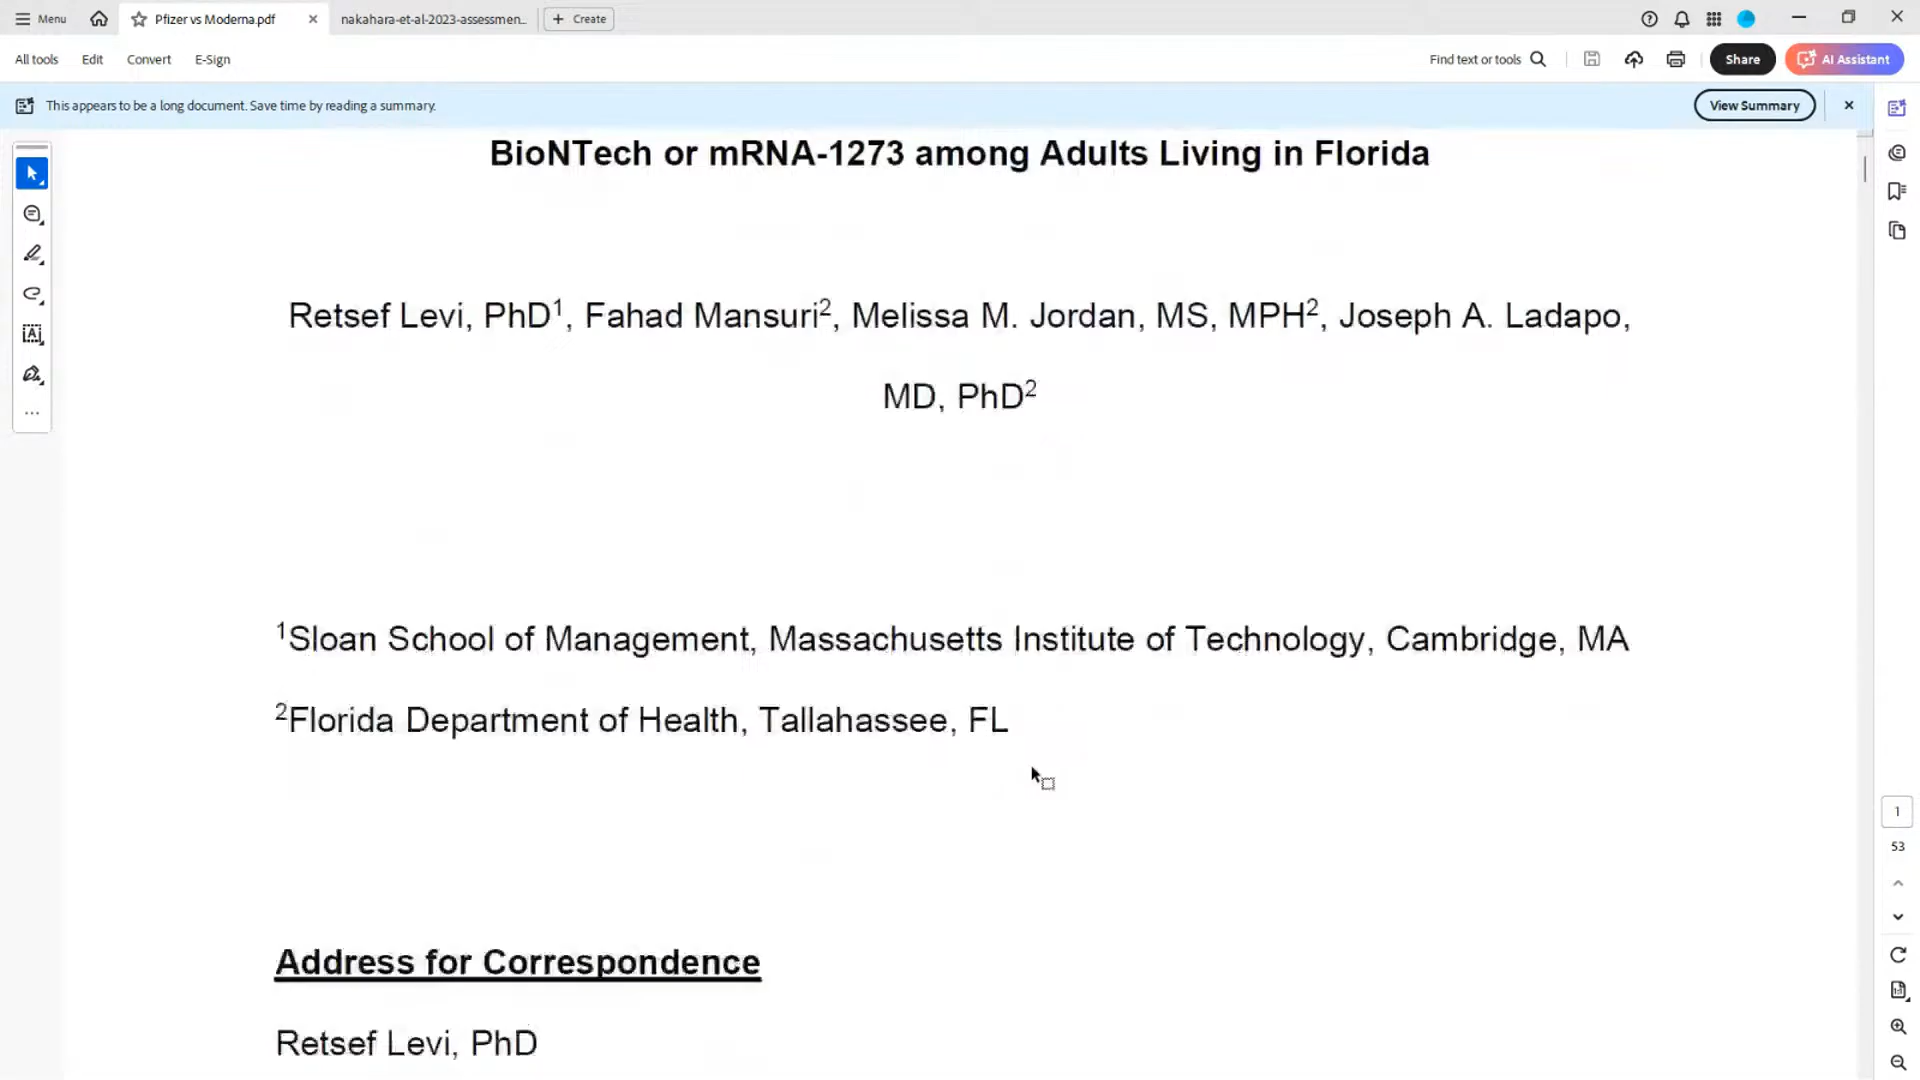 Menu
Pfizer vs Moderna.pdf
nakahara-et-al-2023-assessmen...
Create
All tools
Edit
Convert
E-Sign
Find text or tools
Share
AI Assistant
This appears to be a long document. Save time by reading a summary.
View Summary
BioNTech or mRNA-1273 among Adults Living in Florida
Retsef Levi, PhD1, Fahad Mansuri2, Melissa M. Jordan, MS, MPH2, Joseph A. Ladapo,
MD, PhD2
1Sloan School of Management, Massachusetts Institute of Technology, Cambridge, MA
2Florida Department of Health, Tallahassee, FL
Address for Correspondence
Retsef Levi, PhD
1
53